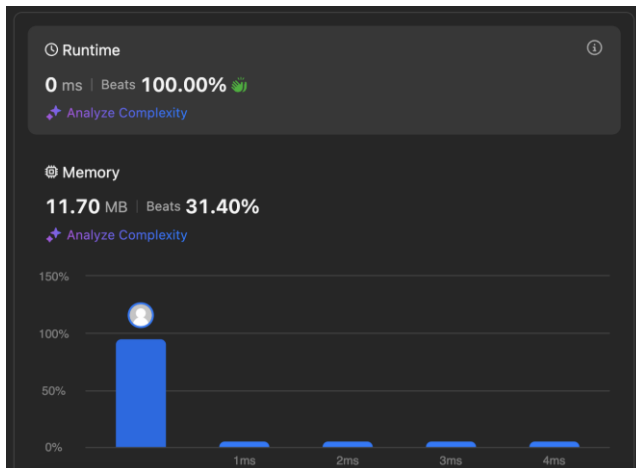 Runtime
0 ms | Beats 100.00%
Analyze Complexity
Memory
11.70 MB | Beats 31.40%
Analyze Complexity
150%
100%
50%
0%
1ms 2ms 3ms 4ms